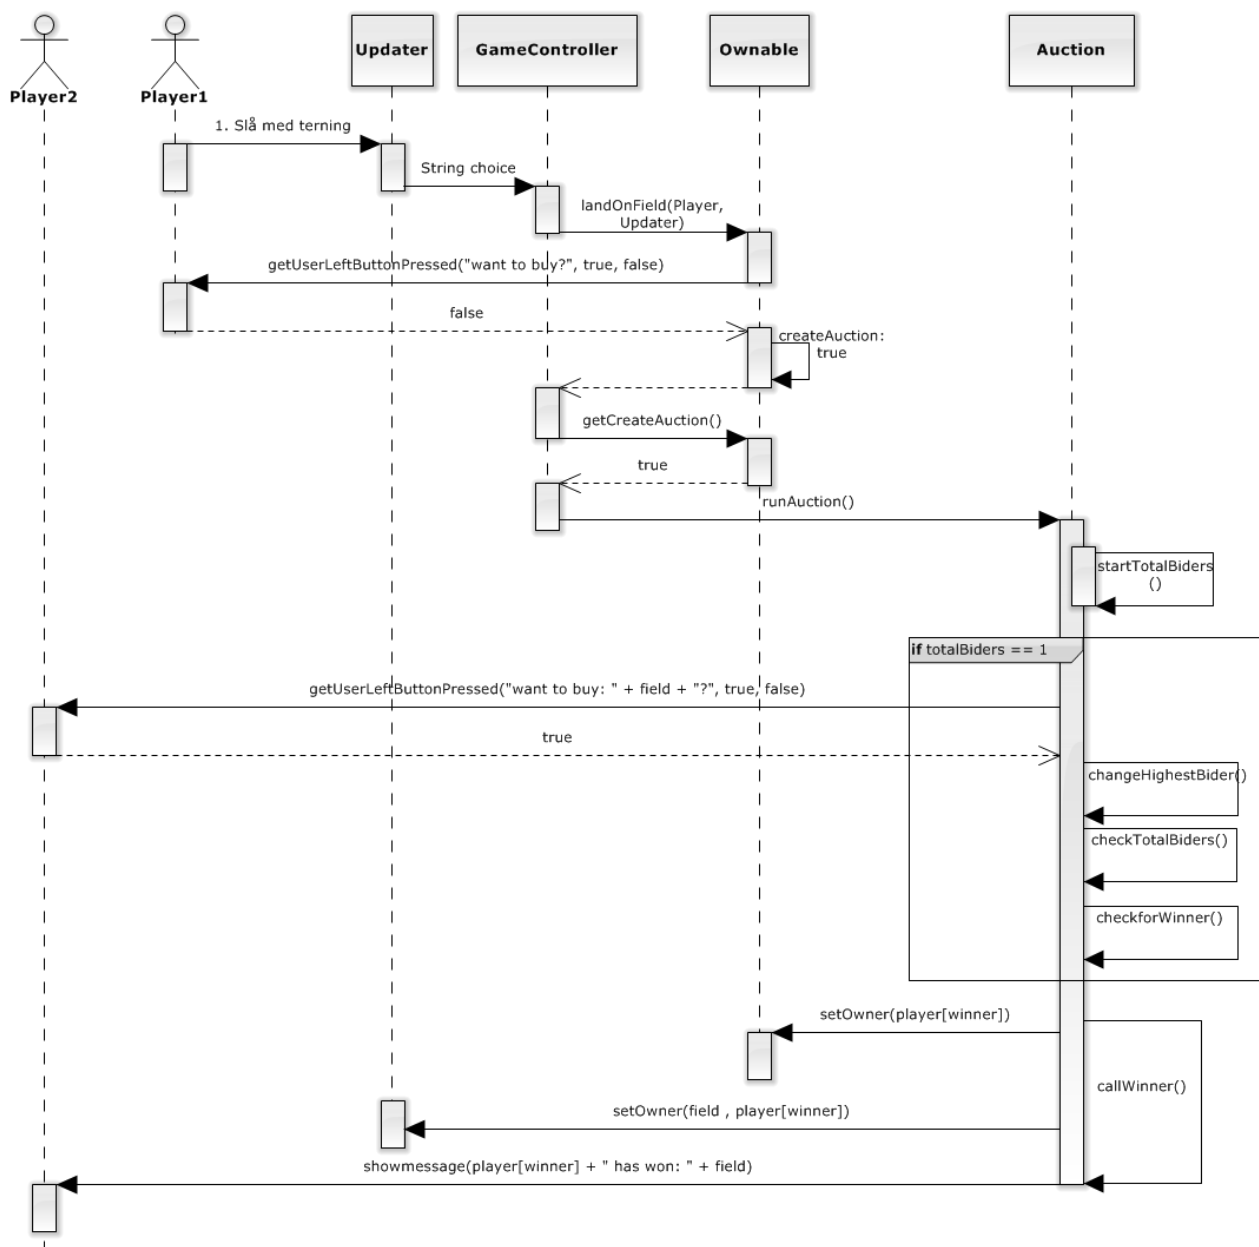 Player2
Player1
Updater
GameController
Ownable
Auction
1. Slå med terning
String choice
landOnField(Player,
Updater)
getUserLeftButtonPressed("want to buy?", true, false)
false
createAuction:
true
getCreateAuction()
true
runAuction()
startTotalBiders
()
if totalBiders == 1
getUserLeftButtonPressed("want to buy: " + field + "?", true, false)
true
changeHighestBider()
checkTotalBiders()
checkforWinner()
setOwner(player[winner])
callWinner()
setOwner(field , player[winner])
showmessage(player[winner] + " has won: " + field)